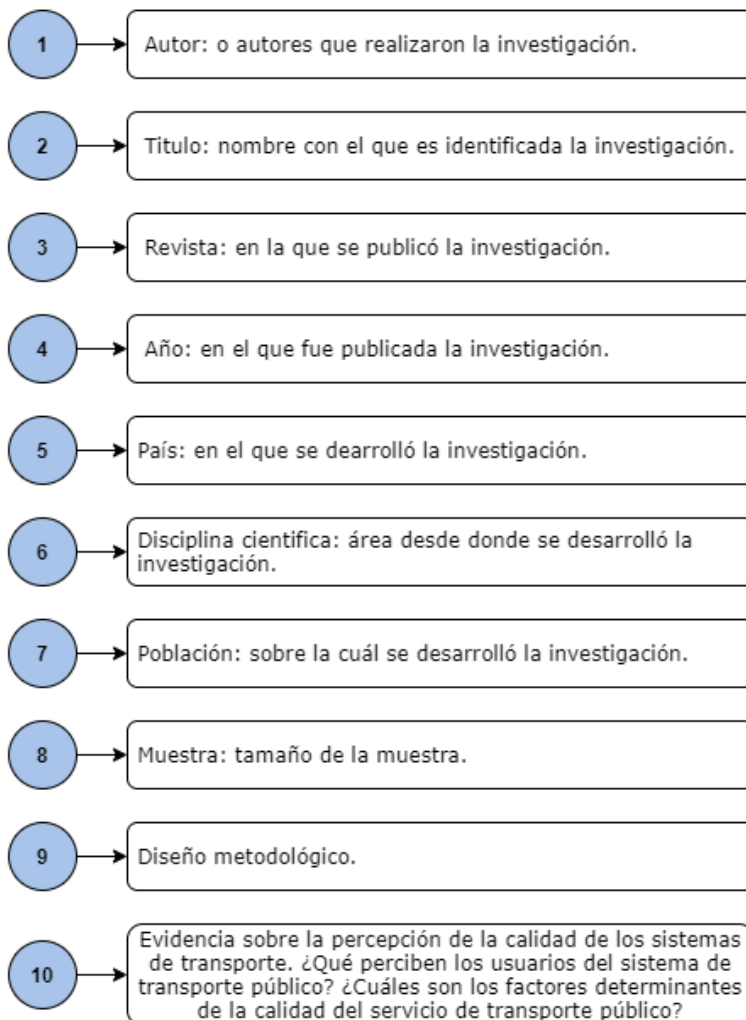 1
Autor: o autores que realizaron la investigación.
2
Titulo: nombre con el que es identificada la investigación.
3
Revista: en la que se publicó la investigación.
4
Año: en el que fue publicada la investigación.
5
País: en el que se dearrolló la investigación.
6
Disciplina cientifica: área desde donde se desarrolló la
investigación.
7
Población: sobre la cuál se desarrolló la investigación.
8
Muestra: tamaño de la muestra.
9
Diseño metodológico.
10
Evidencia sobre la percepción de la calidad de los sistemas
de transporte. ¿Qué perciben los usuarios del sistema de
transporte público? ¿Cuáles son los factores determinantes
de la calidad del servicio de transporte público?